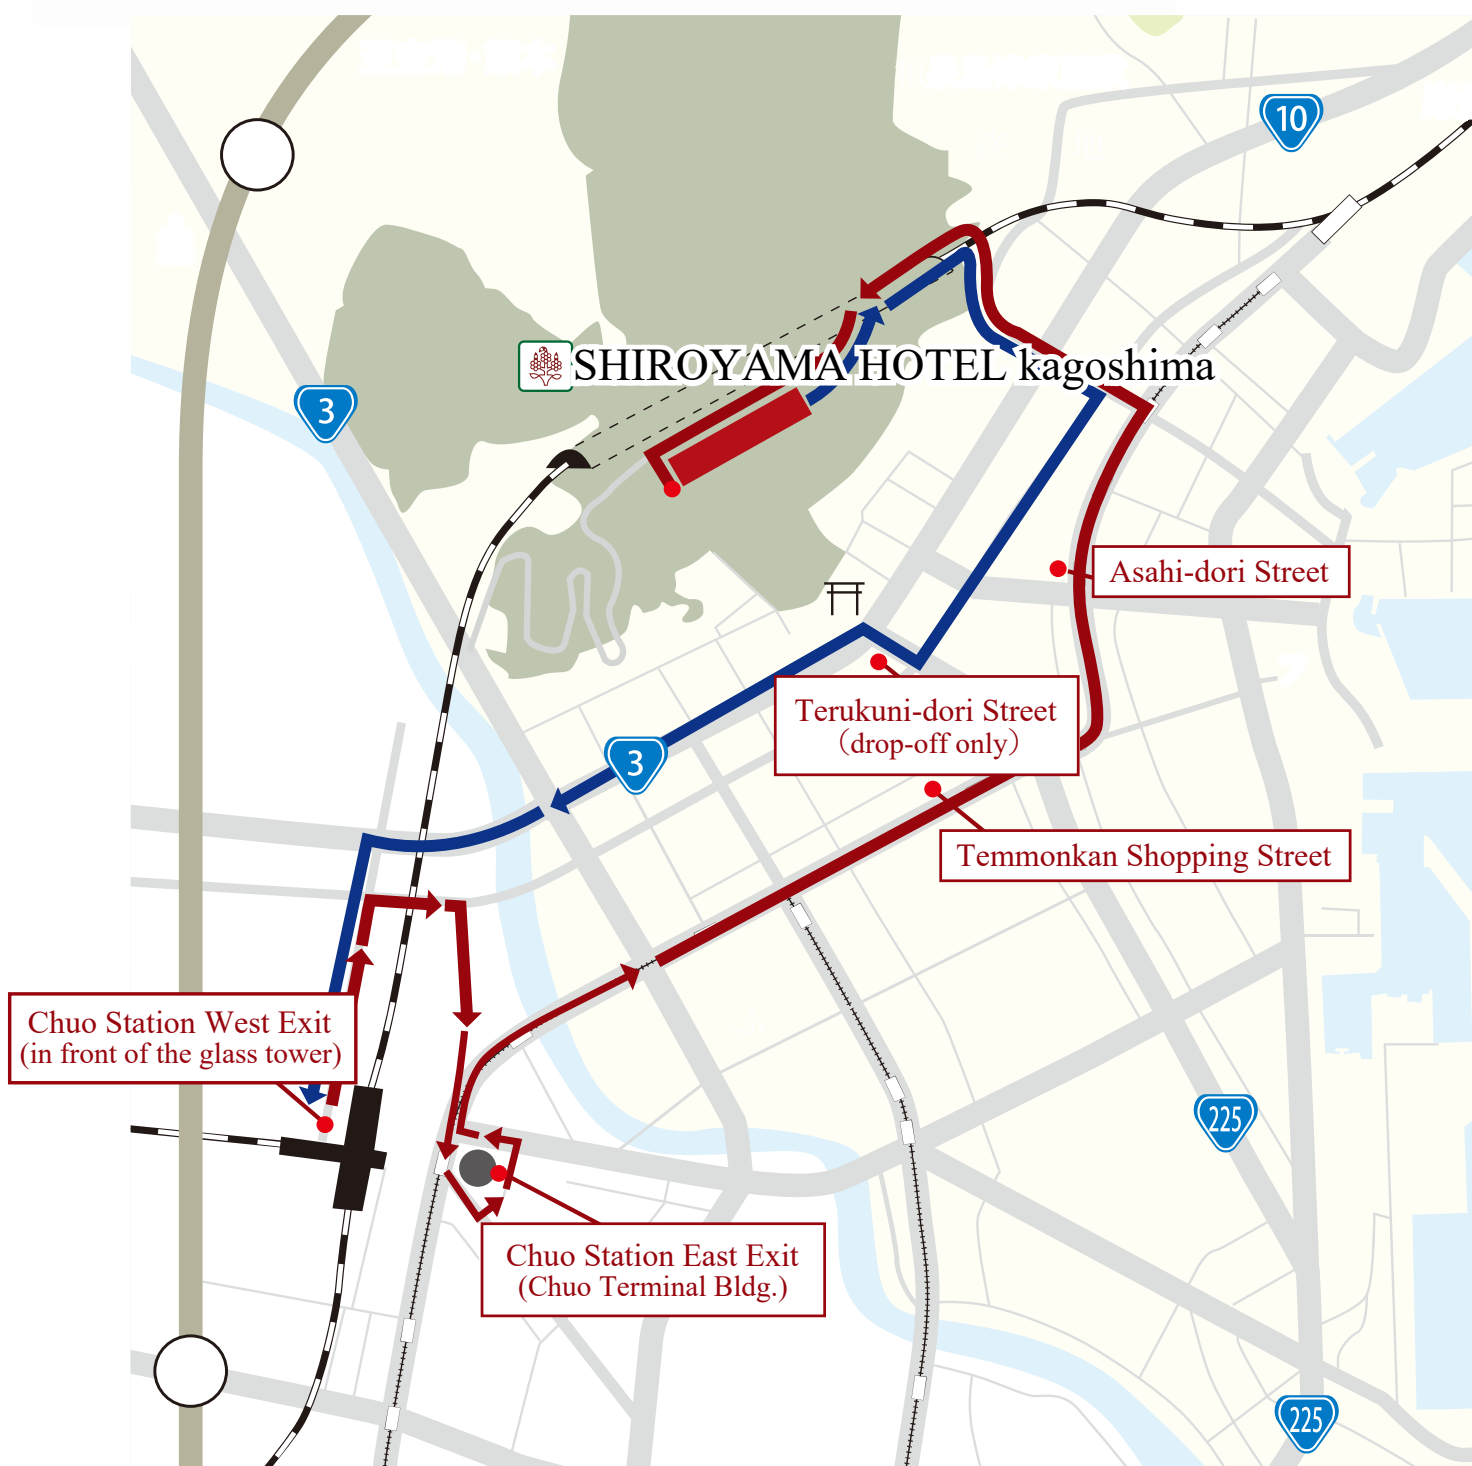 10
3
SHIROYAMA HOTEL kagoshima
Asahi-dori Street
Terukuni-dori Street
(drop-off only)
3
Temmonkan Shopping Street
Chuo Station West Exit
(in front of the glass tower)
225
Chuo Station East Exit
(Chuo Terminal Bldg.)
225